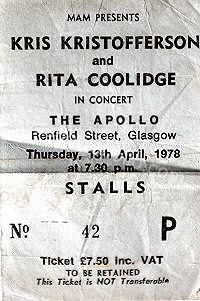 MAM PRESENTS
KRIS KRISTOFFERSON
and
RITA COOLIDGE
IN CONCERT
THE APOLLO
Renfield Street, Glasgow
Thursday, 13th April, 1978
at 7.30 p.m.
STALLS
No 42 P
Ticket £7.50 inc. VAT
TO BE RETAINED
This Ticket is NOT Transferable